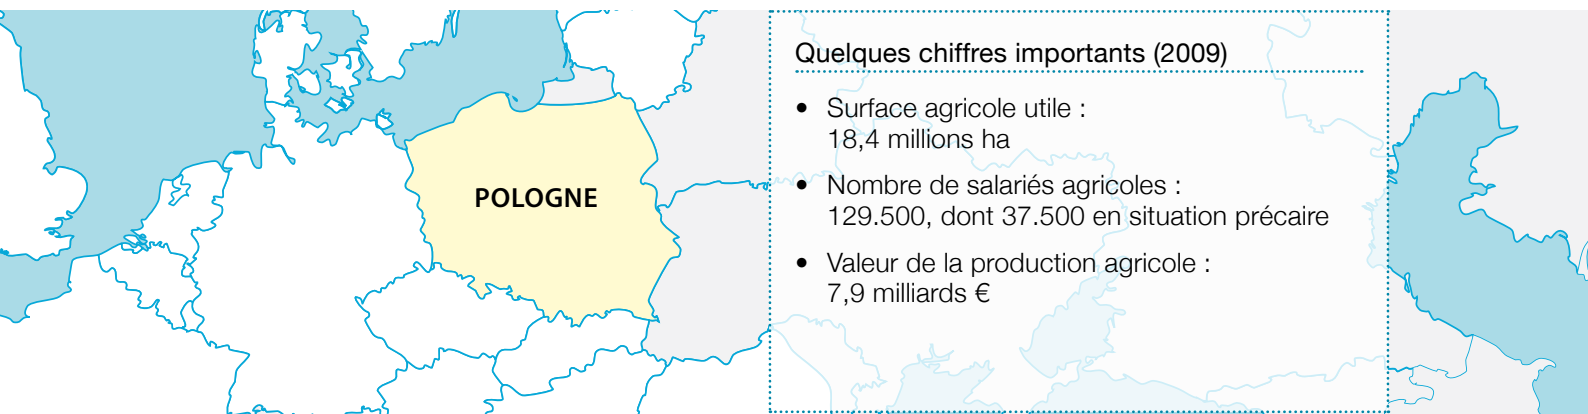 POLOGNE
Quelques chiffres importants (2009)
• Surface agricole utile :
18,4 millions ha
• Nombre de salariés agricoles :
129.500, dont 37.500 en situation précaire
• Valeur de la production agricole :
7,9 milliards €